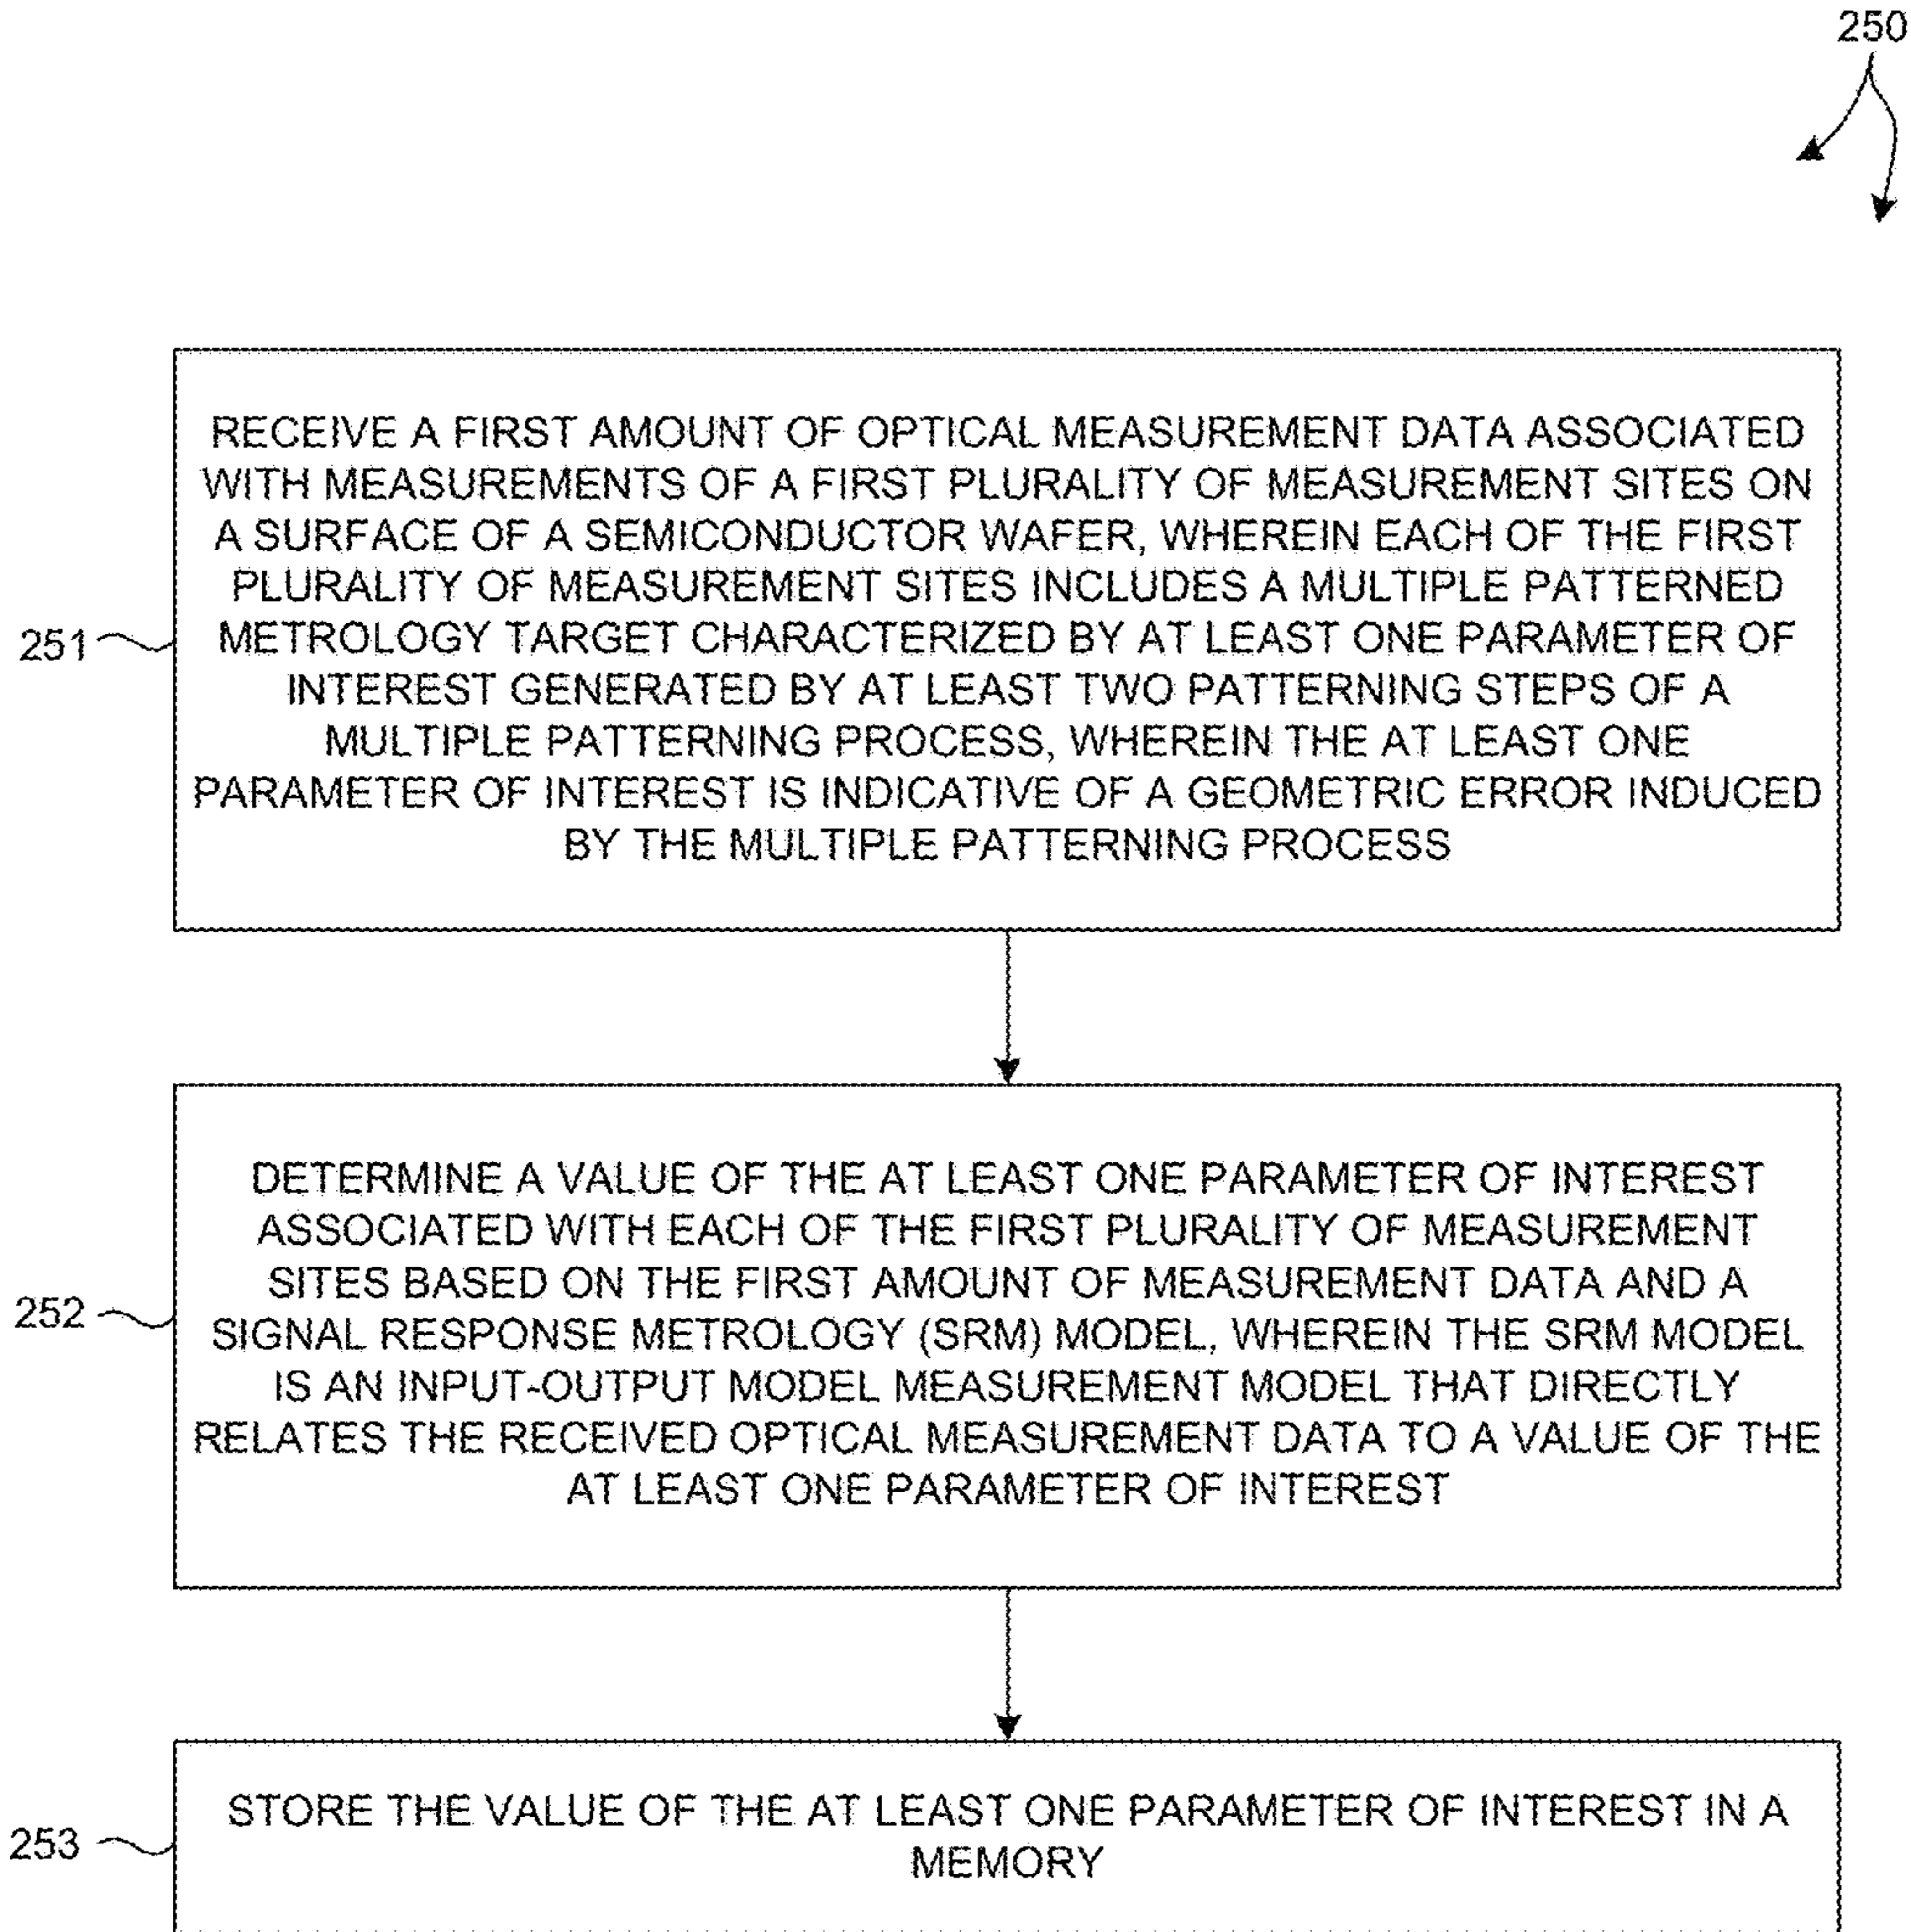 250
RECEIVE A FIRST AMOUNT OF OPTICAL MEASUREMENT DATA ASSOCIATED
WITH MEASUREMENTS OF A FIRST PLURALITY OF MEASUREMENT SITES ON
A SURFACE OF A SEMICONDUCTOR WAFER, WHEREIN EACH OF THE FIRST
PLURALITY OF MEASUREMENT SITES INCLUDES A MULTIPLE PATTERNED
251
METROLOGY TARGET CHARACTERIZED BY AT LEAST ONE PARAMETER OF
INTEREST GENERATED BY AT LEAST TWO PATTERNING STEPS OF A
MULTIPLE PATTERNING PROCESS, WHEREIN THE AT LEAST ONE
PARAMETER OF INTEREST IS INDICATIVE OF A GEOMETRIC ERROR INDUCED
BY THE MULTIPLE PATTERNING PROCESS
DETERMINE A VALUE OF THE AT LEAST ONE PARAMETER OF INTEREST
ASSOCIATED WITH EACH OF THE FIRST PLURALITY OF MEASUREMENT
SITES BASED ON THE FIRST AMOUNT OF MEASUREMENT DATA AND A
252
SIGNAL RESPONSE METROLOGY (SRM) MODEL, WHEREIN THE SRM MODEL
IS AN INPUT-OUTPUT MODEL MEASUREMENT MODEL THAT DIRECTLY
RELATES THE RECEIVED OPTICAL MEASUREMENT DATA TO A VALUE OF THE
AT LEAST ONE PARAMETER OF INTEREST
STORE THE VALUE OF THE AT LEAST ONE PARAMETER OF INTEREST IN A
253
MEMORY